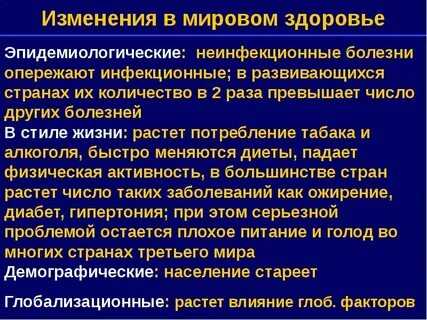 Изменения в мировом здоровье
Эпидемиологические: неинфекционные болезни
опережают инфекционные; в развивающихся
странах их количество в 2 раза превышает число
других болезней
В стиле жизни: растет потребление табака и
алкоголя, быстро меняются диеты, падает
физическая активность, в большинстве стран
растет число таких заболеваний как ожирение,
диабет, гипертония; при этом серьезной
проблемой остается плохое питание и голод во
многих странах третьего мира
Демографические: население стареет
Глобализационные: растет влияние глоб. факторов